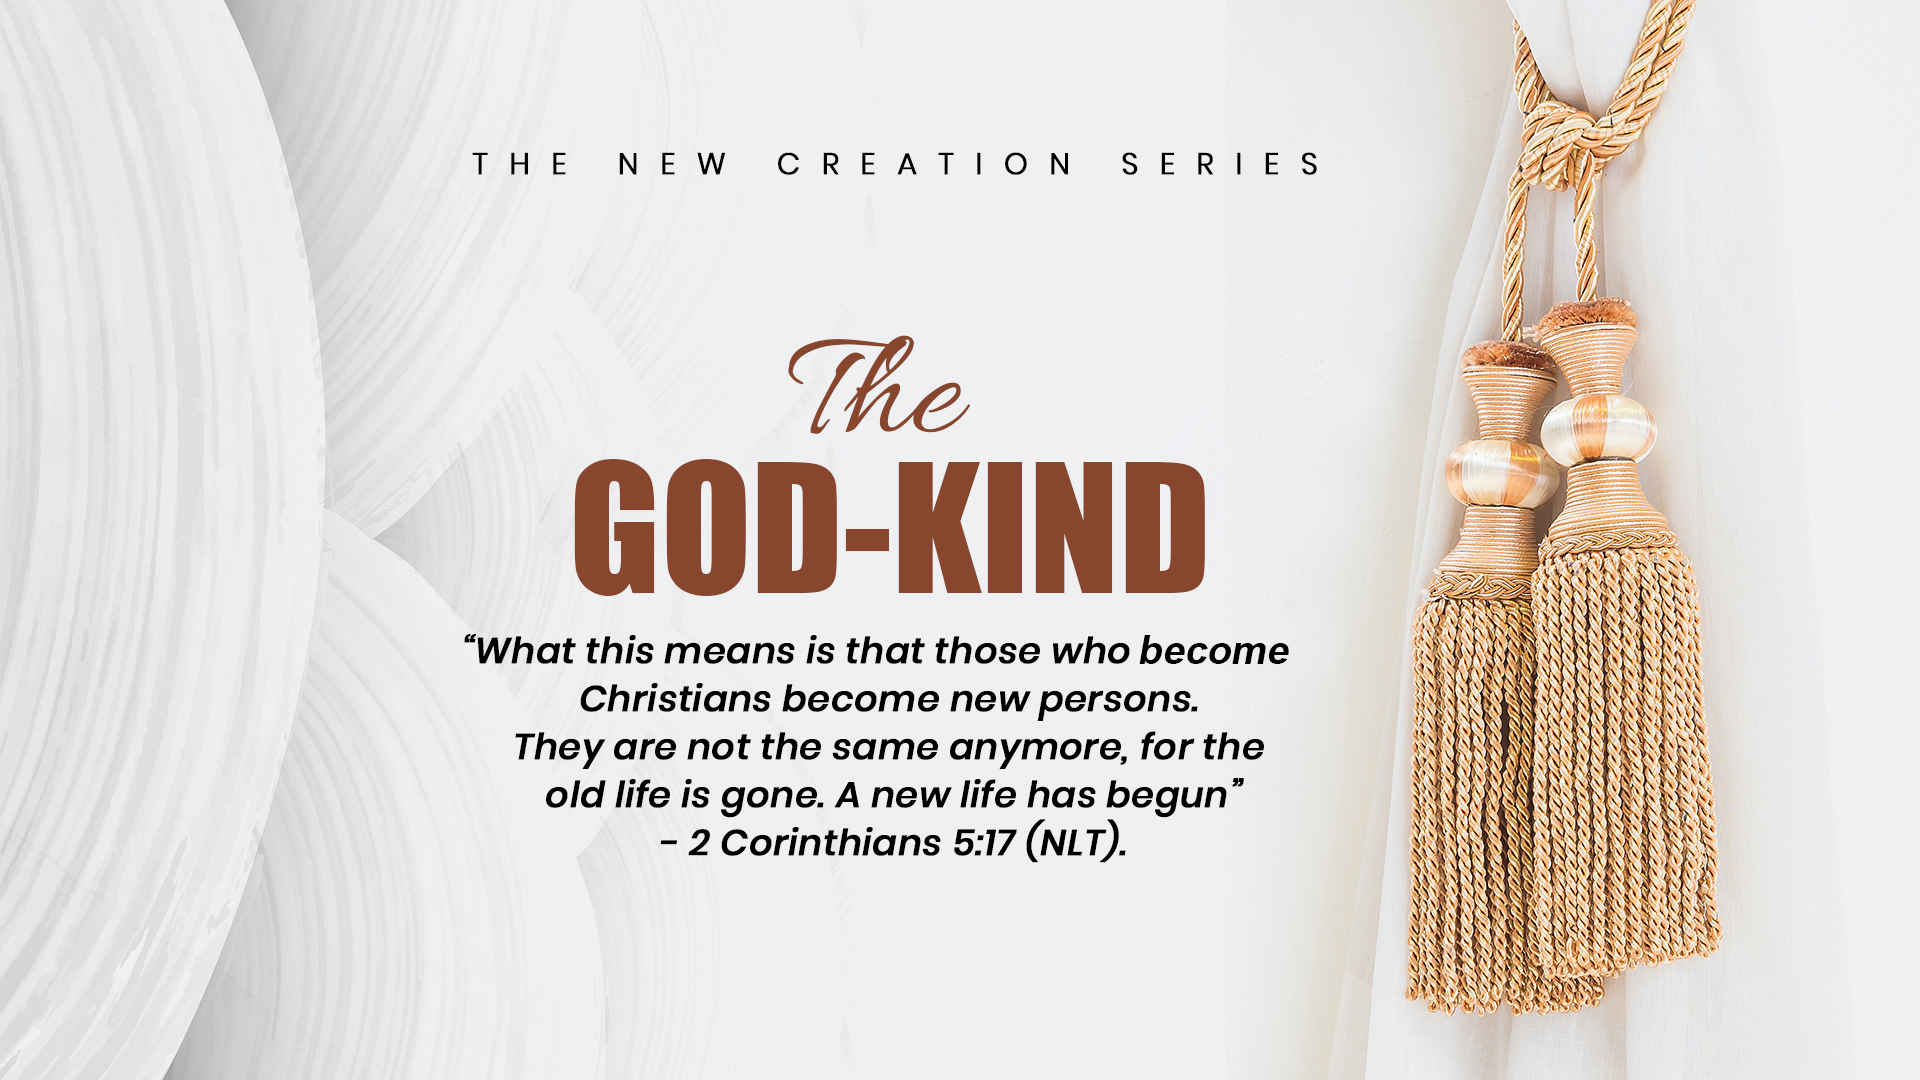 THE NEW CREATION SERIES
The
GOD-KIND
“What this means is that those who become
Christians become new persons.
They are not the same anymore, for the
old life is gone. A new life has begun”
- 2 Corinthians 5:17 (NLT).